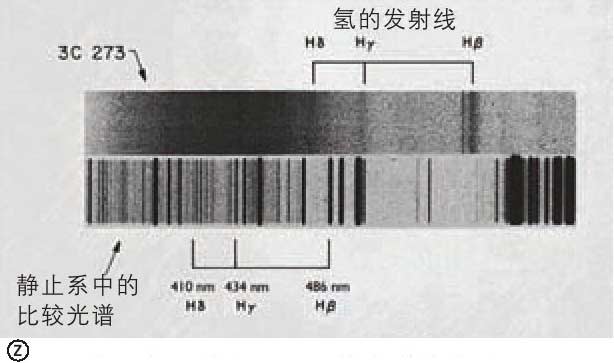 氢的发射线
Hδ Hγ Hβ
3C 273
静止系中的
比较光谱
410 nm 434 nm 486 nm
Hδ Hγ Hβ
Ⓩ